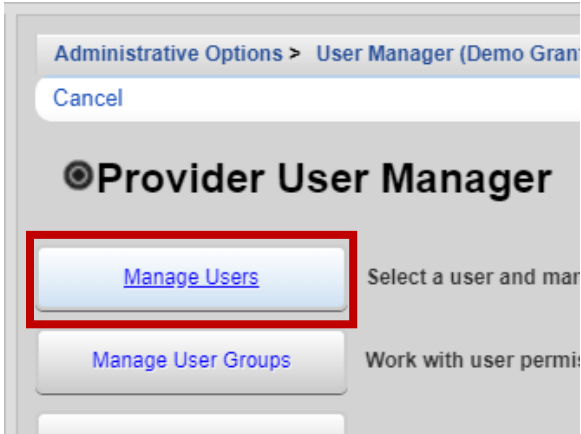 Administrative Options > User Manager (Demo Gran
Cancel
Provider User Manager
Manage Users Select a user and mar
Manage User Groups Work with user permis